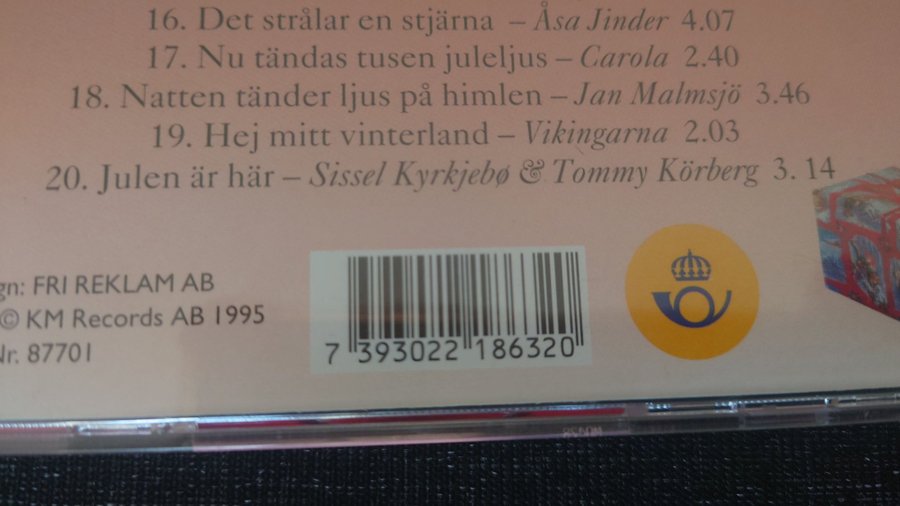 16. Det strålar en stjärna – Åsa Jinder 4.07
17. Nu tändas tusen juleljus – Carola 2.40
18. Natten tänder ljus på himlen – Jan Malmsjö 3.46
19. Hej mitt vinterland – Vikingarna 2.03
20. Julen är här – Sissel Kyrkjebø & Tommy Körberg 3. 14
gn: FRI REKLAM AB
© KM Records AB 1995
Nr. 87701
7 393022 186320